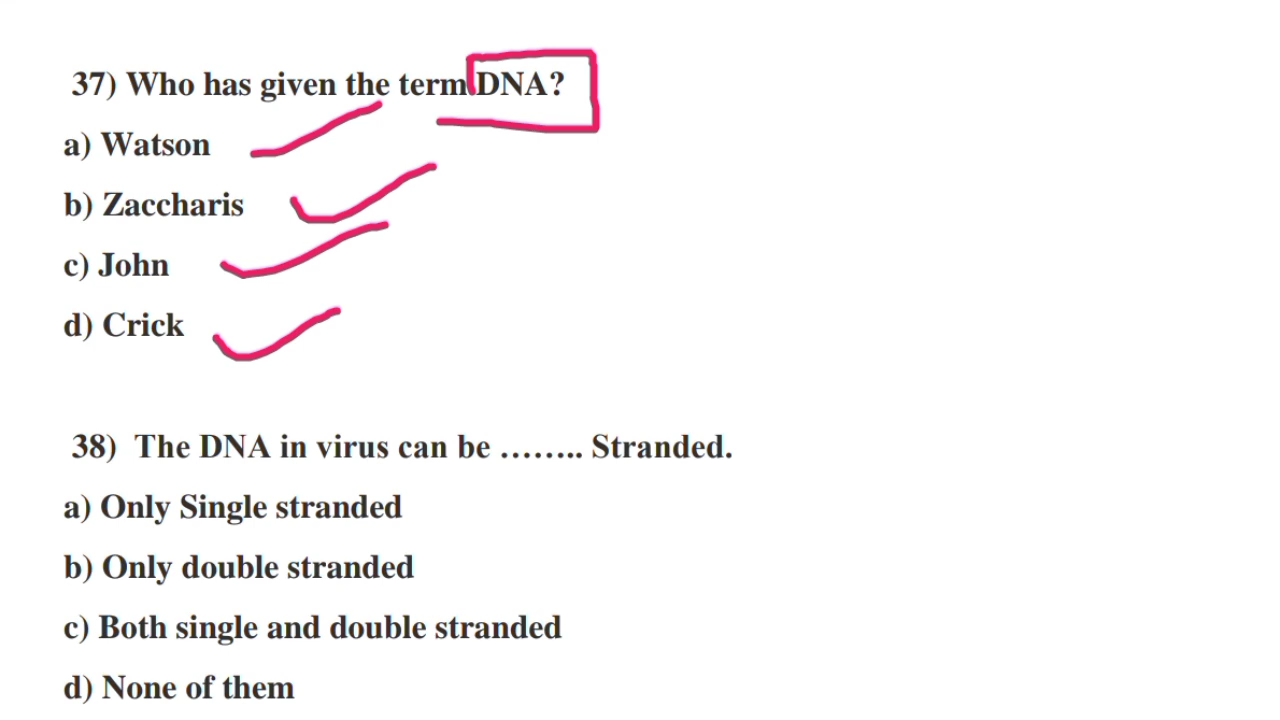 37) Who has given the term DNA?
a) Watson
b) Zaccharis
c) John
d) Crick
38) The DNA in virus can be …….. Stranded.
a) Only Single stranded
b) Only double stranded
c) Both single and double stranded
d) None of them